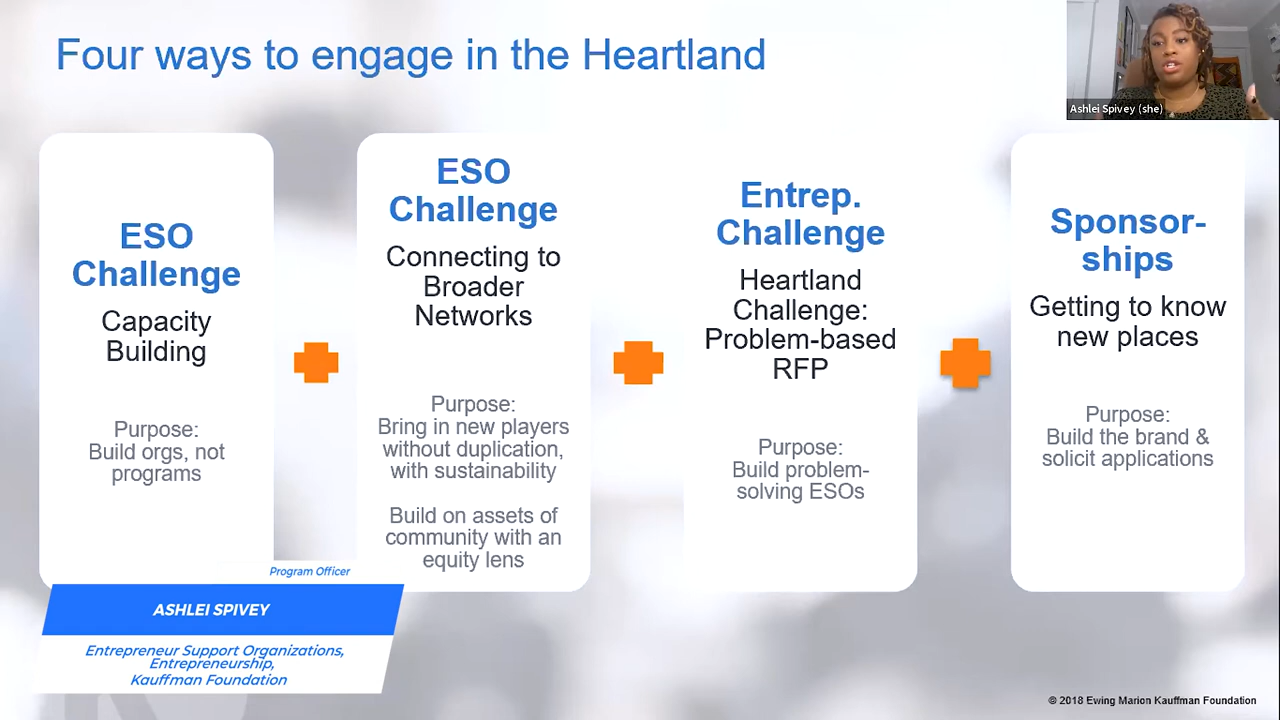 Four ways to engage in the Heartland
Ashlei Spivey (she)
ESO
Challenge
Capacity
Building
Purpose:
Build orgs, not
programs
ESO
Challenge
Connecting to
Broader
Networks
Purpose:
Bring in new players
without duplication,
with sustainability
Build on assets of
community with an
equity lens
Entrep.
Challenge
Heartland
Challenge:
Problem-based
RFP
Purpose:
Build problem-
solving ESOs
Sponsor-
ships
Getting to know
new places
Purpose:
Build the brand &
solicit applications
Program Officer
ASHLEI SPIVEY
Entrepreneur Support Organizations,
Entrepreneurship,
Kauffman Foundation
© 2018 Ewing Marion Kauffman Foundation